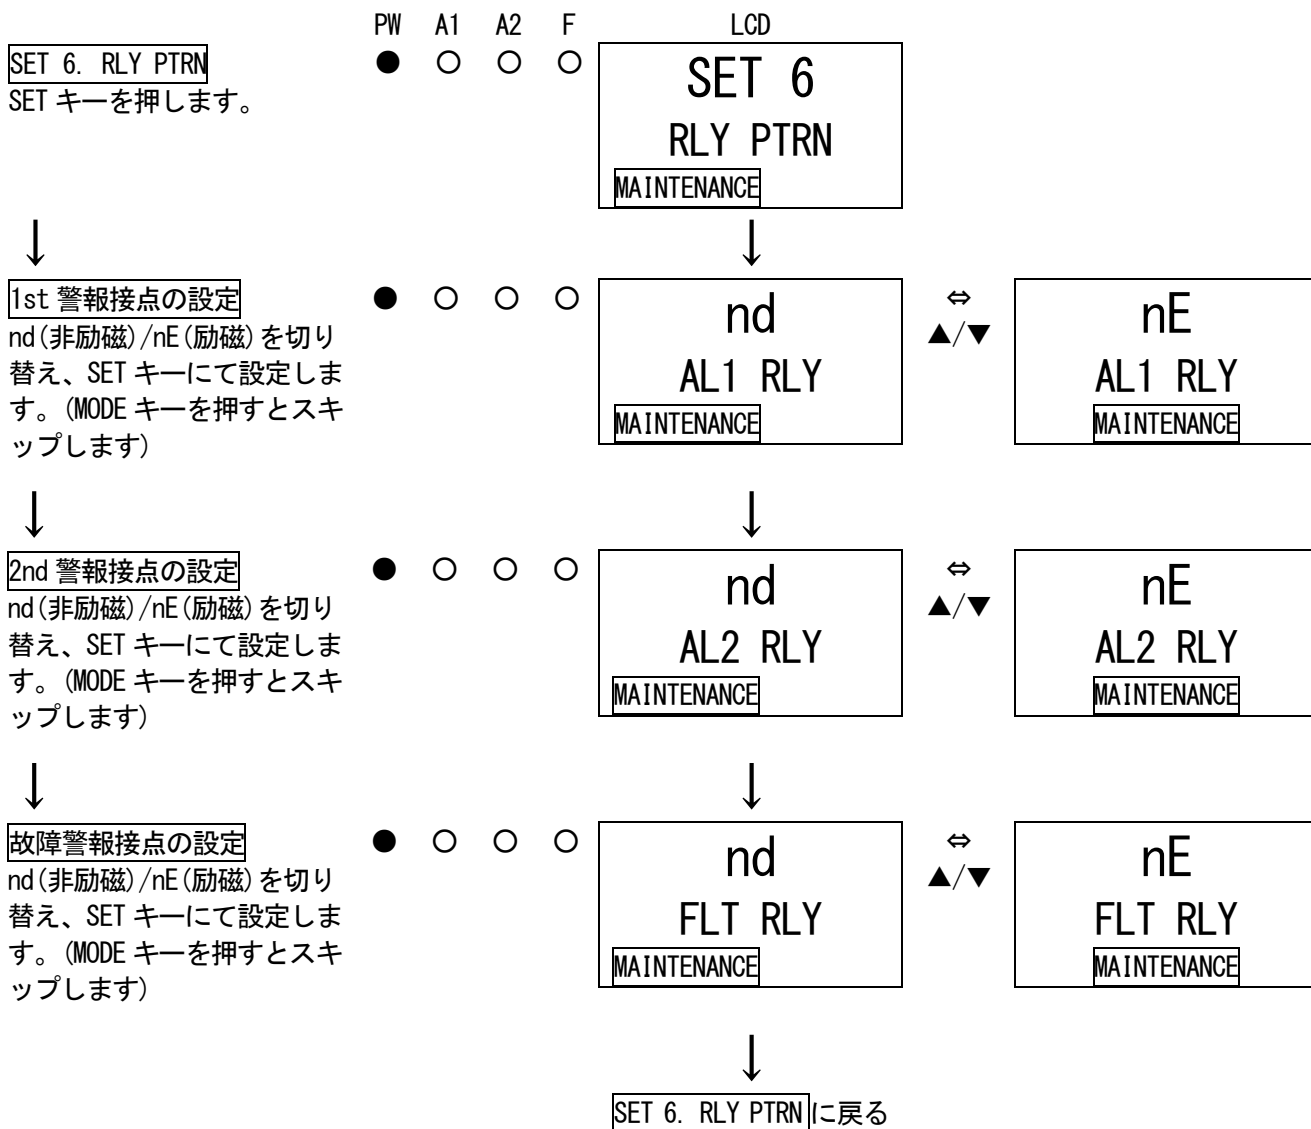 PW A1 A2 F LCD
SET 6. RLY PTRN
SET キーを押します。
● ○ ○ ○
SET 6
RLY PTRN
MAINTENANCE
↓ ↓
1st 警報接点の設定
nd(非励磁)/nE(励磁)を切り
替え、SET キーにて設定しま
す。(MODE キーを押すとスキ
ップします)
● ○ ○ ○
nd
AL1 RLY
MAINTENANCE
⇔
▲/▼
nE
AL1 RLY
MAINTENANCE
↓ ↓
2nd 警報接点の設定
nd(非励磁)/nE(励磁)を切り
替え、SET キーにて設定しま
す。(MODE キーを押すとスキ
ップします)
● ○ ○ ○
nd
AL2 RLY
MAINTENANCE
⇔
▲/▼
nE
AL2 RLY
MAINTENANCE
↓ ↓
故障警報接点の設定
nd(非励磁)/nE(励磁)を切り
替え、SET キーにて設定しま
す。(MODE キーを押すとスキ
ップします)
● ○ ○ ○
nd
FLT RLY
MAINTENANCE
⇔
▲/▼
nE
FLT RLY
MAINTENANCE
↓
SET 6. RLY PTRN に戻る